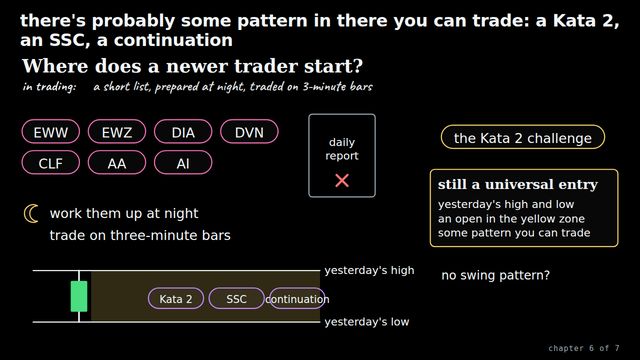 there's probably some pattern in there you can trade: a Kata 2,
an SSC, a continuation
Where does a newer trader start?
in trading: a short list, prepared at night, traded on 3-minute bars
EWW EWZ DIA DVN
CLF AA AI
daily
report
work them up at night
trade on three-minute bars
yesterday's high
Kata 2 SSC continuation
yesterday's low
the Kata 2 challenge
still a universal entry
yesterday's high and low
an open in the yellow zone
some pattern you can trade
no swing pattern?
chapter 6 of 7